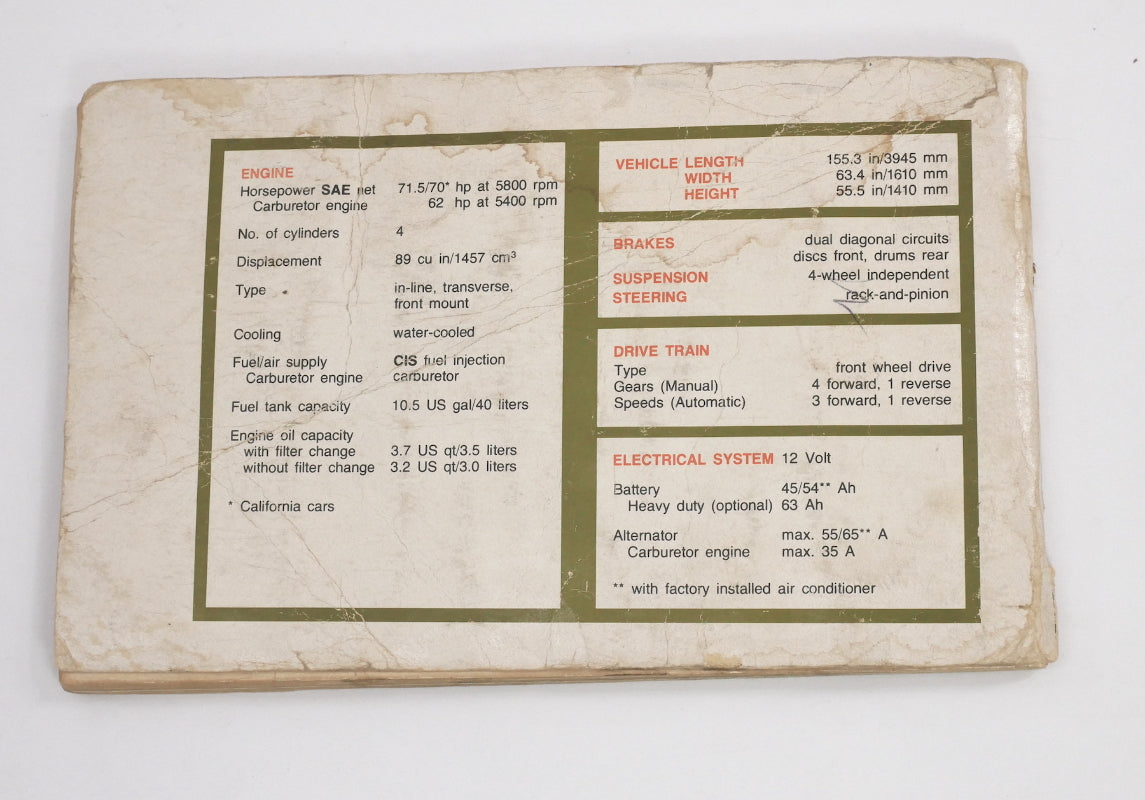 ENGINE
Horsepower SAE net 71.5/70* hp at 5800 rpm
Carburetor engine 62 hp at 5400 rpm
No. of cylinders 4
Displacement 89 cu in/1457 cm³
Type in-line, transverse,
front mount
Cooling water-cooled
Fuel/air supply CIS fuel injection
Carburetor engine carburetor
Fuel tank capacity 10.5 US gal/40 liters
Engine oil capacity
with filter change 3.7 US qt/3.5 liters
without filter change 3.2 US qt/3.0 liters
* California cars
VEHICLE LENGTH 155.3 in/3945 mm
WIDTH 63.4 in/1610 mm
HEIGHT 55.5 in/1410 mm
BRAKES dual diagonal circuits
discs front, drums rear
SUSPENSION 4-wheel independent
STEERING rack-and-pinion
DRIVE TRAIN
Type front wheel drive
Gears (Manual) 4 forward, 1 reverse
Speeds (Automatic) 3 forward, 1 reverse
ELECTRICAL SYSTEM 12 Volt
Battery 45/54** Ah
Heavy duty (optional) 63 Ah
Alternator max. 55/65** A
Carburetor engine max. 35 A
** with factory installed air conditioner